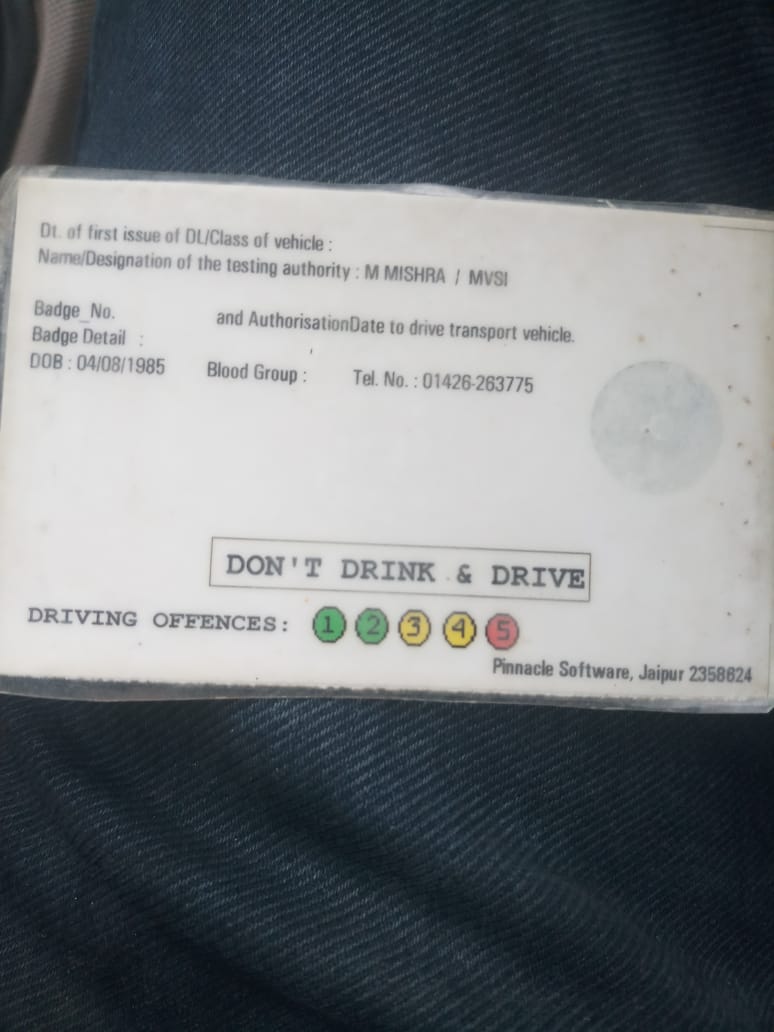 Dt. of first issue of DL/Class of vehicle :
Name/Designation of the testing authority : M MISHRA / MVSI
Badge_No. and AuthorisationDate to drive transport vehicle.
Badge Detail :
DOB : 04/08/1985 Blood Group : Tel. No. : 01426-263775
DON'T DRINK & DRIVE
DRIVING OFFENCES: 1 2 3 4 5
Pinnacle Software, Jaipur 2358624